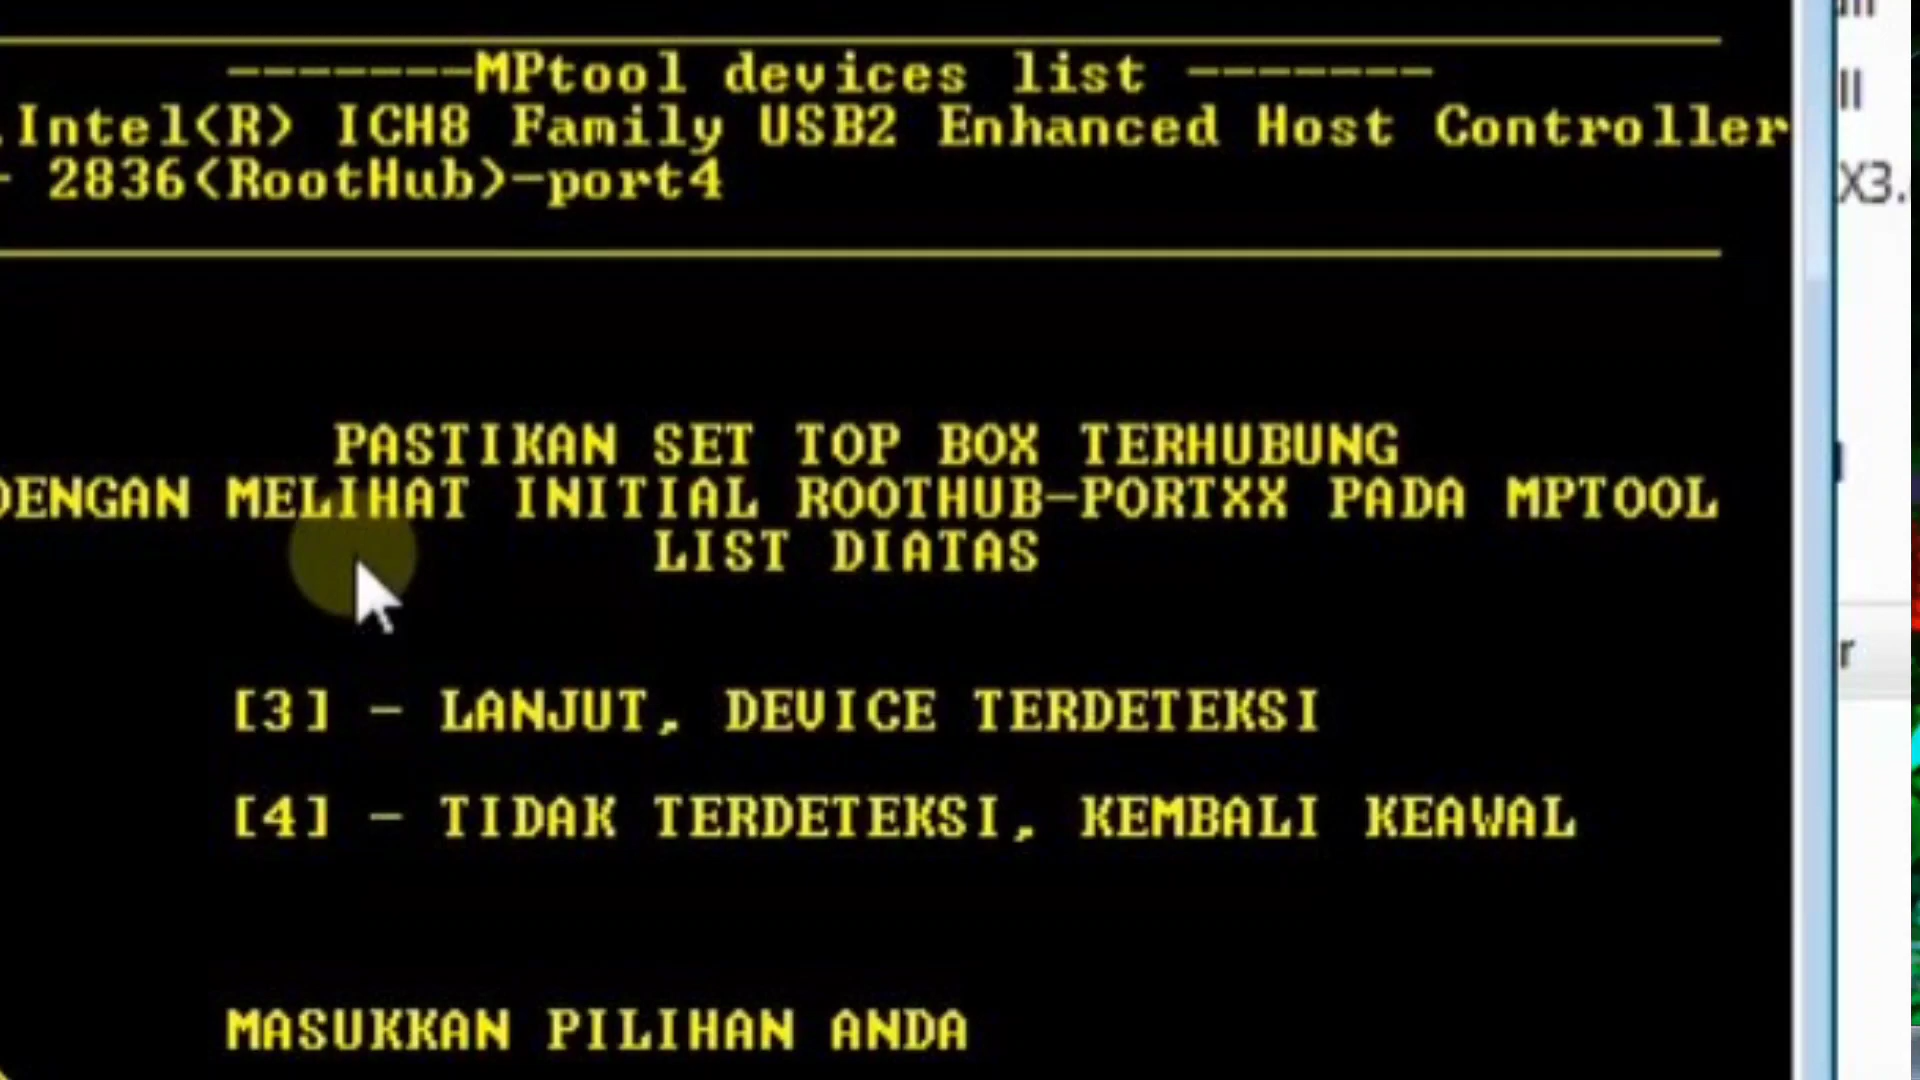 -------MPtool devices list -------
.Intel(R) ICH8 Family USB2 Enhanced Host Controller
- 2836(RootHub)-port4
PASTIKAN SET TOP BOX TERHUBUNG
DENGAN MELIHAT INITIAL ROOTHUB-PORTXX PADA MPTOOL
LIST DIATAS
[3] - LANJUT, DEVICE TERDETEKSI
[4] - TIDAK TERDETEKSI, KEMBALI KEAWAL
MASUKKAN PILIHAN ANDA
ll
X3.
r